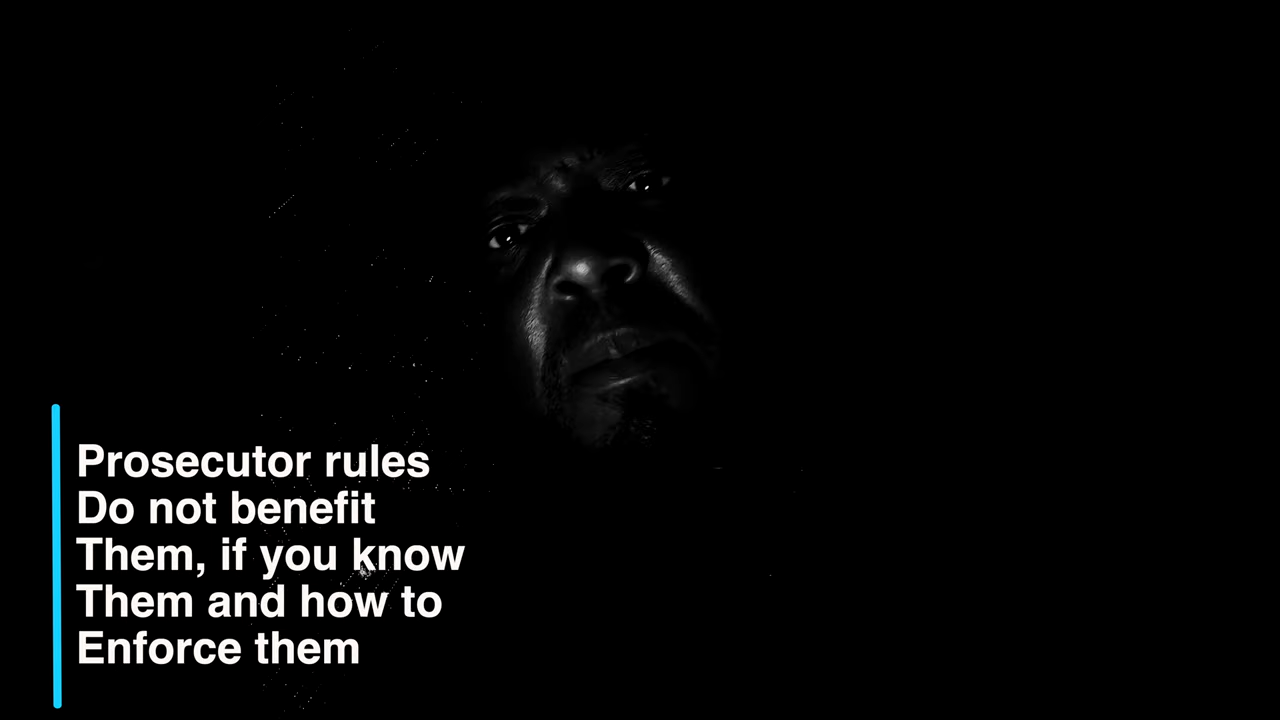 Prosecutor rules
Do not benefit
Them, if you know
Them and how to
Enforce them